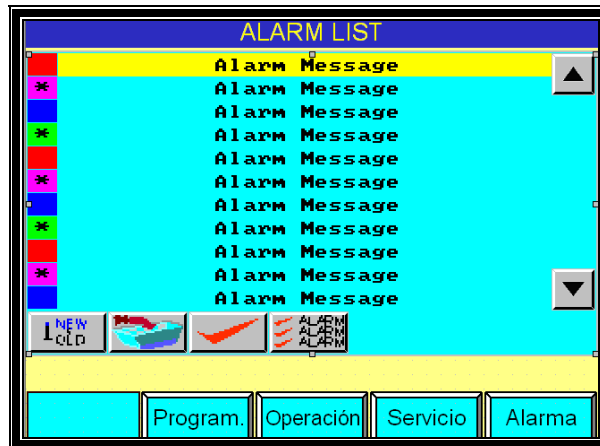 ALARM LIST
Alarm Message
* Alarm Message
Alarm Message
* Alarm Message
Alarm Message
* Alarm Message
Alarm Message
* Alarm Message
Alarm Message
* Alarm Message
Alarm Message
1 NEW
OLD
ALARM
ALARM
ALARM
Program. Operación Servicio Alarma